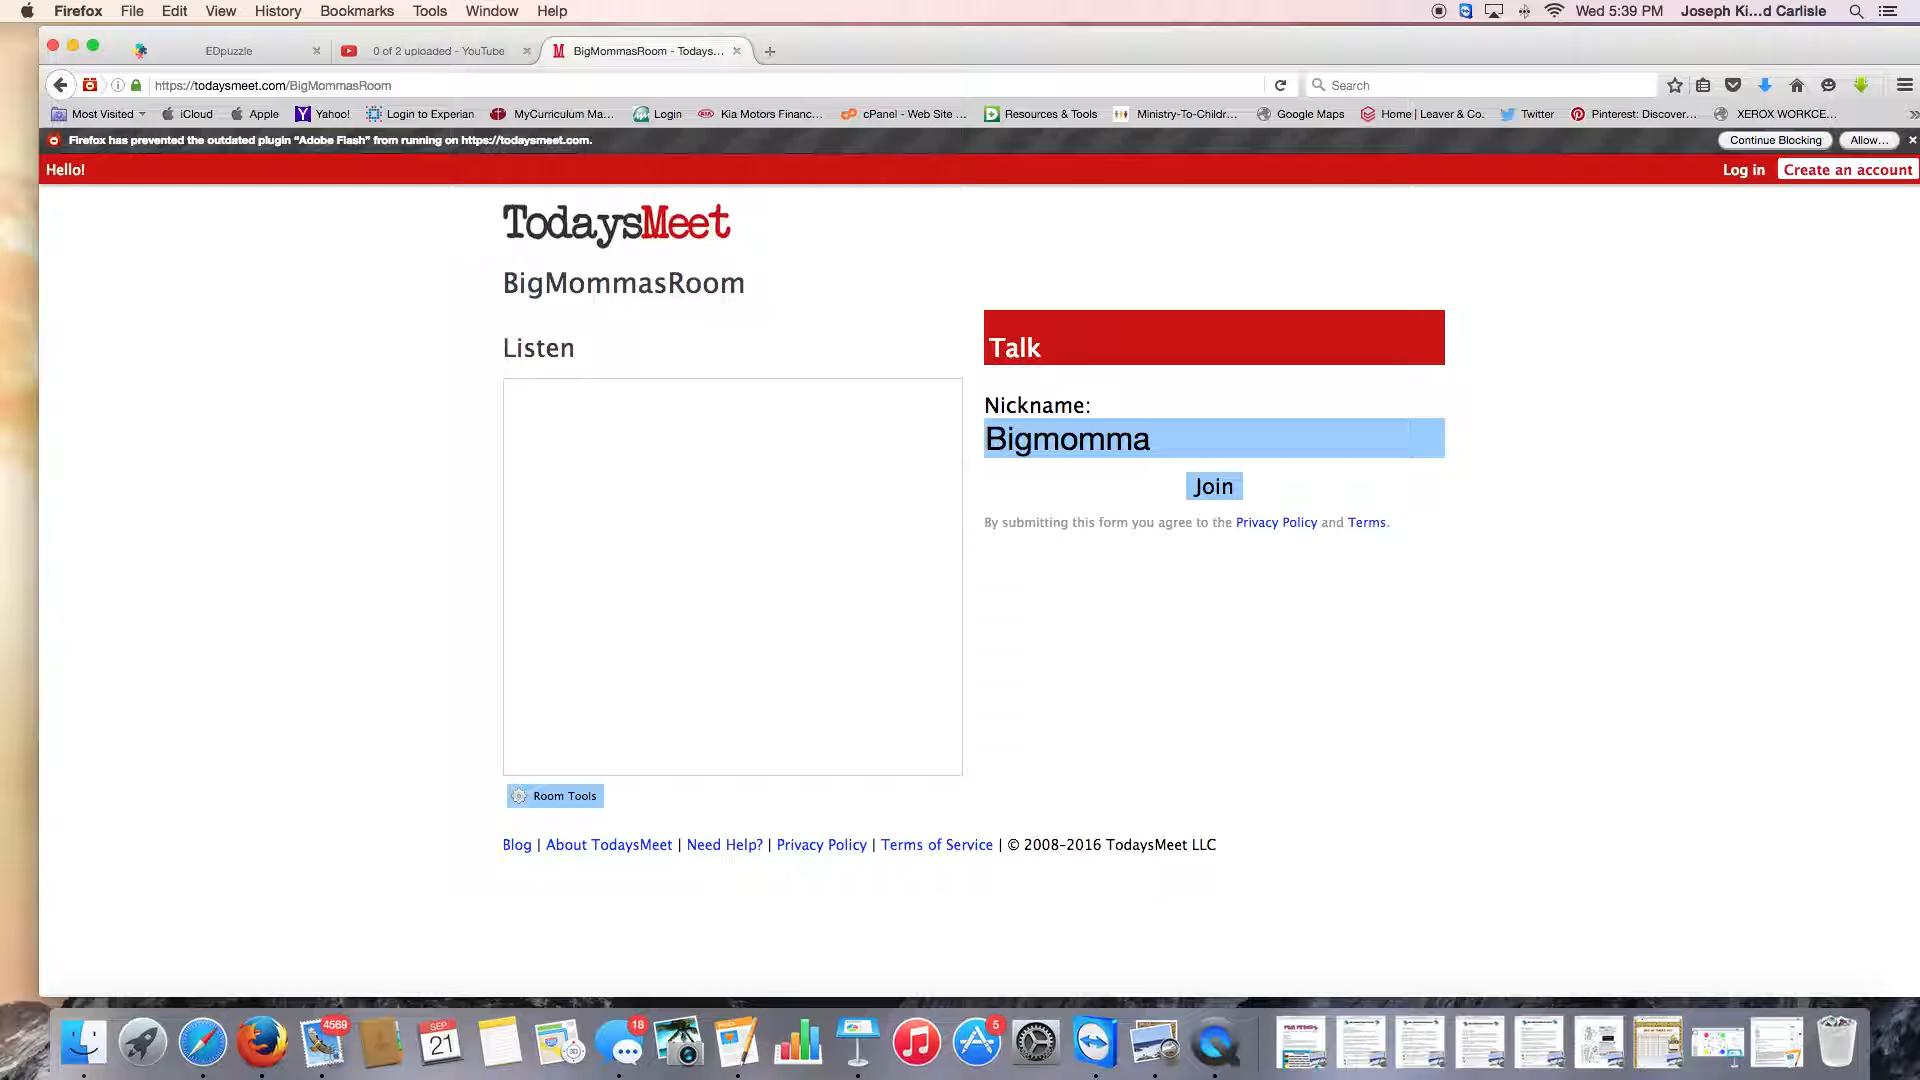 Firefox File Edit View History Bookmarks Tools Window Help Wed 5:39 PM Joseph Ki...d Carlisle
EDpuzzle 0 of 2 uploaded - YouTube BigMommasRoom - Todays...
https://todaysmeet.com/BigMommasRoom Search
Most Visited iCloud Apple Yahoo! Login to Experian MyCurriculum Ma... Login Kia Motors Financ... cPanel - Web Site ... Resources & Tools Ministry-To-Childr... Google Maps Home | Leaver & Co. Twitter Pinterest: Discover... XEROX WORKCE...
Firefox has prevented the outdated plugin “Adobe Flash” from running on https://todaysmeet.com. Continue Blocking Allow...
Hello! Log in Create an account
TodaysMeet
BigMommasRoom
Listen
Talk
Nickname:
Bigmomma
Join
By submitting this form you agree to the Privacy Policy and Terms.
Room Tools
Blog | About TodaysMeet | Need Help? | Privacy Policy | Terms of Service | © 2008-2016 TodaysMeet LLC
4569 SEP 21 18 5